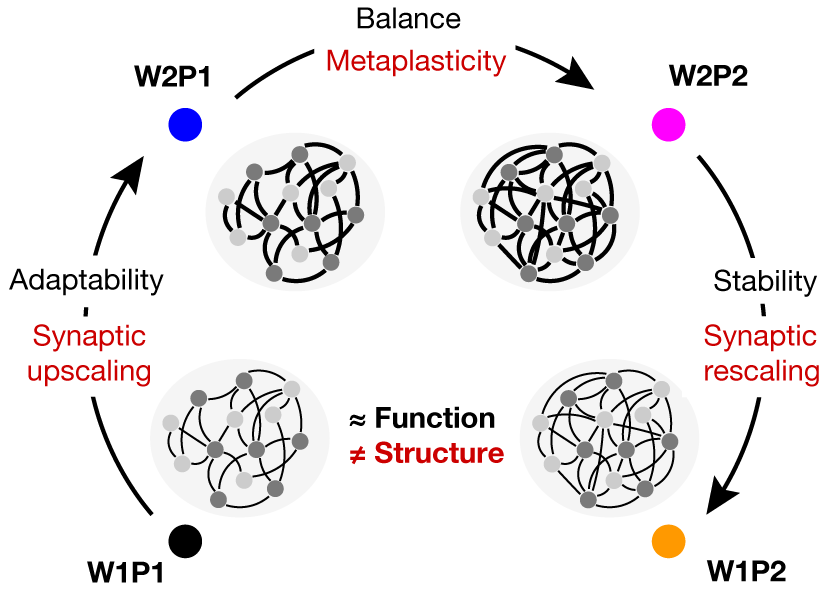 Balance
Metaplasticity
W2P1
W2P2
Adaptability
Synaptic
upscaling
Stability
Synaptic
rescaling
≈ Function
≠ Structure
W1P1
W1P2